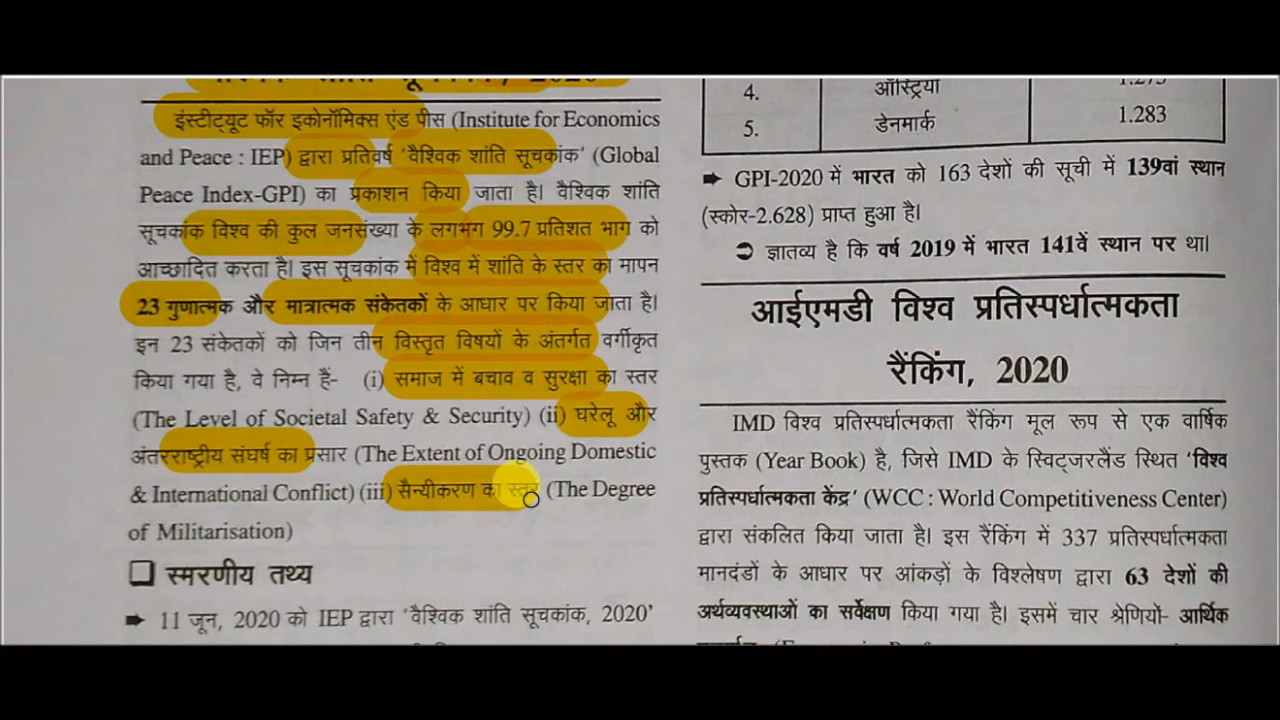 2020
इंस्टीट्यूट फॉर इकोनॉमिक्स एंड पीस (Institute for Economics
and Peace : IEP) द्वारा प्रतिवर्ष 'वैश्विक शांति सूचकांक' (Global
Peace Index-GPI) का प्रकाशन किया जाता है। वैश्विक शांति
सूचकांक विश्व की कुल जनसंख्या के लगभग 99.7 प्रतिशत भाग को
आच्छादित करता है। इस सूचकांक में विश्व में शांति के स्तर का मापन
23 गुणात्मक और मात्रात्मक संकेतकों के आधार पर किया जाता है।
इन 23 संकेतकों को जिन तीन विस्तृत विषयों के अंतर्गत वर्गीकृत
किया गया है, वे निम्न हैं- (i) समाज में बचाव व सुरक्षा का स्तर
(The Level of Societal Safety & Security) (ii) घरेलू और
अंतरराष्ट्रीय संघर्ष का प्रसार (The Extent of Ongoing Domestic
& International Conflict) (iii) सैन्यीकरण का स्तर (The Degree
of Militarisation)
❑ स्मरणीय तथ्य
➠ 11 जून, 2020 को IEP द्वारा 'वैश्विक शांति सूचकांक, 2020'
4. ऑस्ट्रिया 1.275
5. डेनमार्क 1.283
➠ GPI-2020 में भारत को 163 देशों की सूची में 139वां स्थान
(स्कोर-2.628) प्राप्त हुआ है।
➲ ज्ञातव्य है कि वर्ष 2019 में भारत 141वें स्थान पर था।
आईएमडी विश्व प्रतिस्पर्धात्मकता
रैंकिंग, 2020
IMD विश्व प्रतिस्पर्धात्मकता रैंकिंग मूल रूप से एक वार्षिक
पुस्तक (Year Book) है, जिसे IMD के स्विट्जरलैंड स्थित 'विश्व
प्रतिस्पर्धात्मकता केंद्र' (WCC : World Competitiveness Center)
द्वारा संकलित किया जाता है। इस रैंकिंग में 337 प्रतिस्पर्धात्मकता
मानदंडों के आधार पर आंकड़ों के विश्लेषण द्वारा 63 देशों की
अर्थव्यवस्थाओं का सर्वेक्षण किया गया है। इसमें चार श्रेणियों- आर्थिक